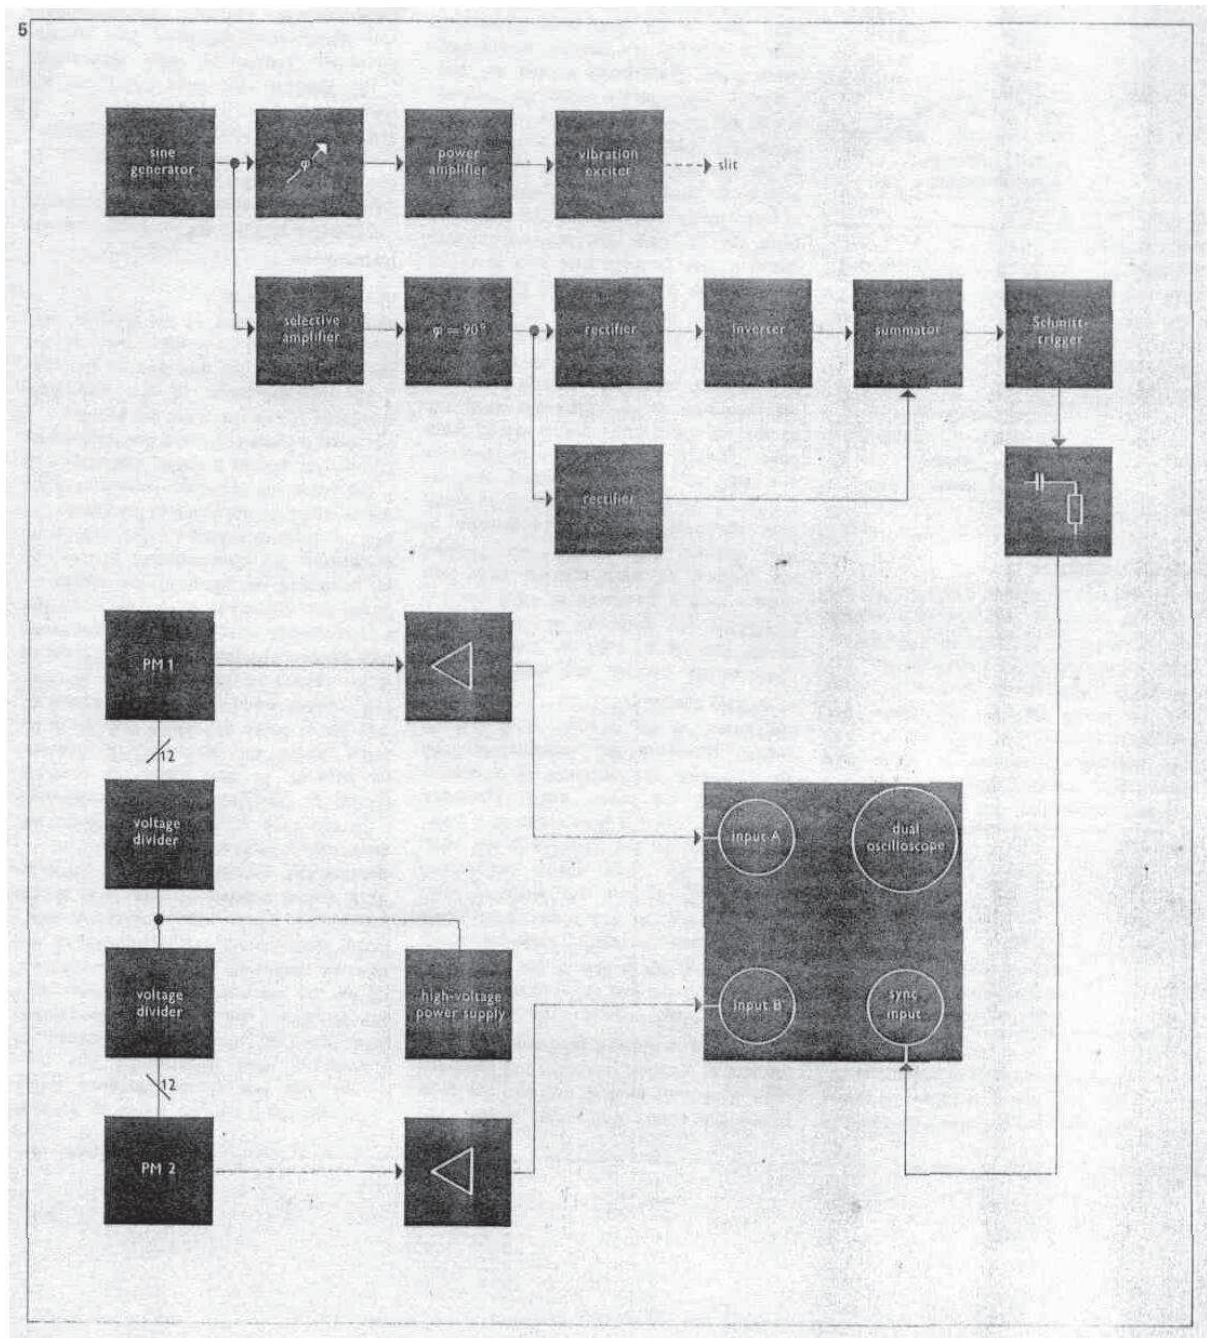 5
sine
generator
φ
power
amplifier
vibration
exciter
slit
selective
amplifier
φ = 90°
rectifier
inverser
summator
Schmitt-
trigger
rectifier
PM 1
12
voltage
divider
input A
dual
oscilloscope
voltage
divider
high-voltage
power supply
input B
sync
input
12
PM 2